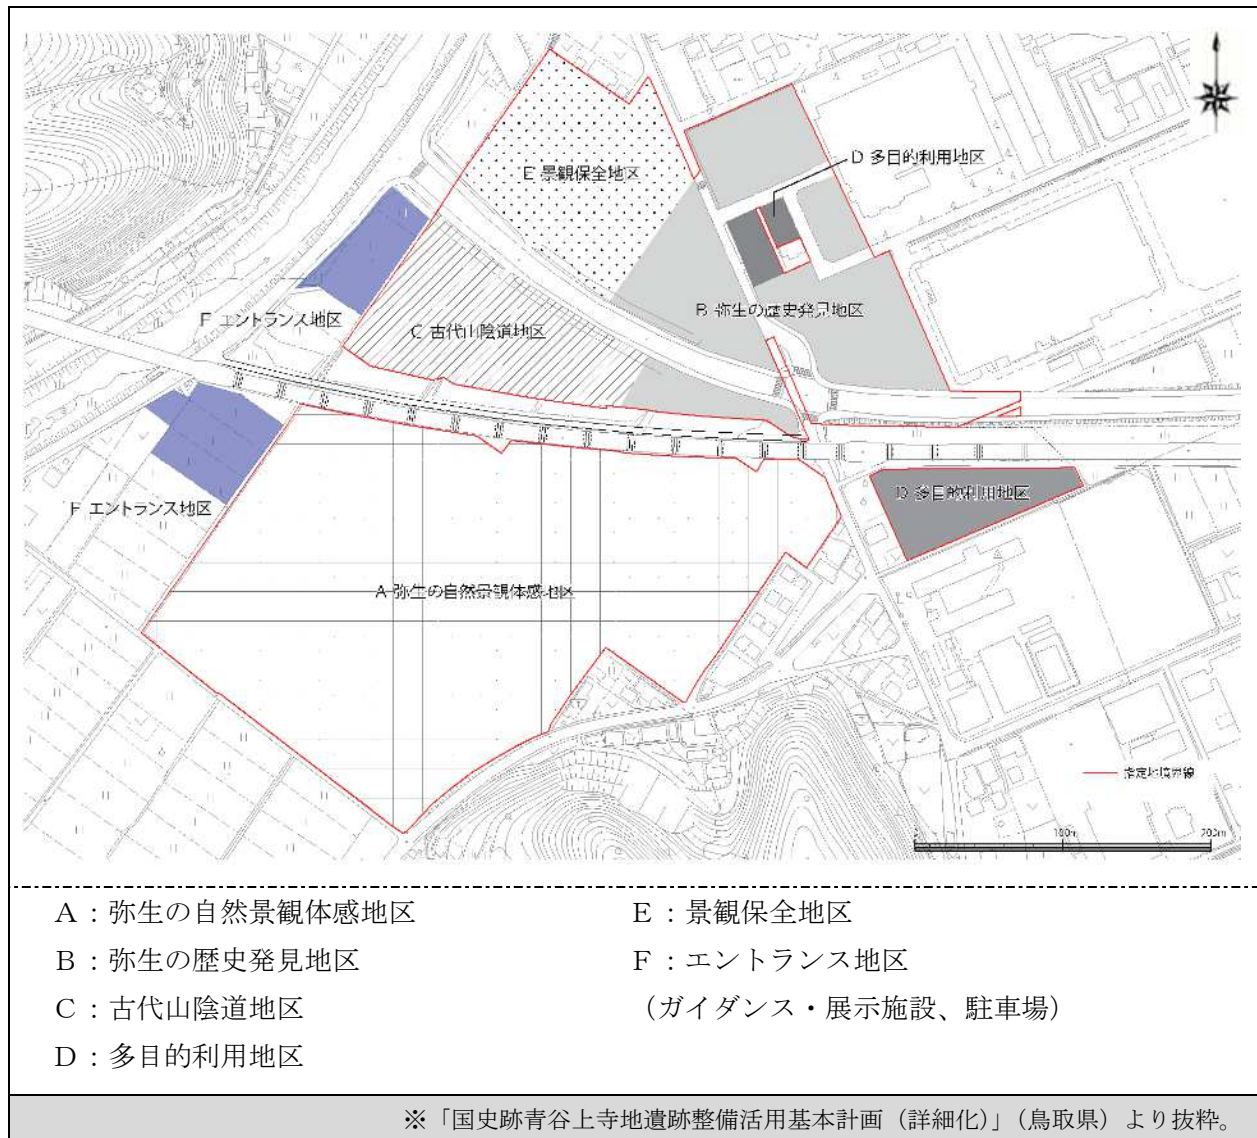 E 景観保全地区
D 多目的利用地区
B 弥生の歴史発見地区
F エントランス地区
C 古代山陰道地区
D 多目的利用地区
F エントランス地区
A 弥生の自然景観体感地区
指定地境界線
100m
200m
A：弥生の自然景観体感地区
B：弥生の歴史発見地区
C：古代山陰道地区
D：多目的利用地区
E：景観保全地区
F：エントランス地区
（ガイダンス・展示施設、駐車場）
※「国史跡青谷上寺地遺跡整備活用基本計画（詳細化）」（鳥取県）より抜粋。